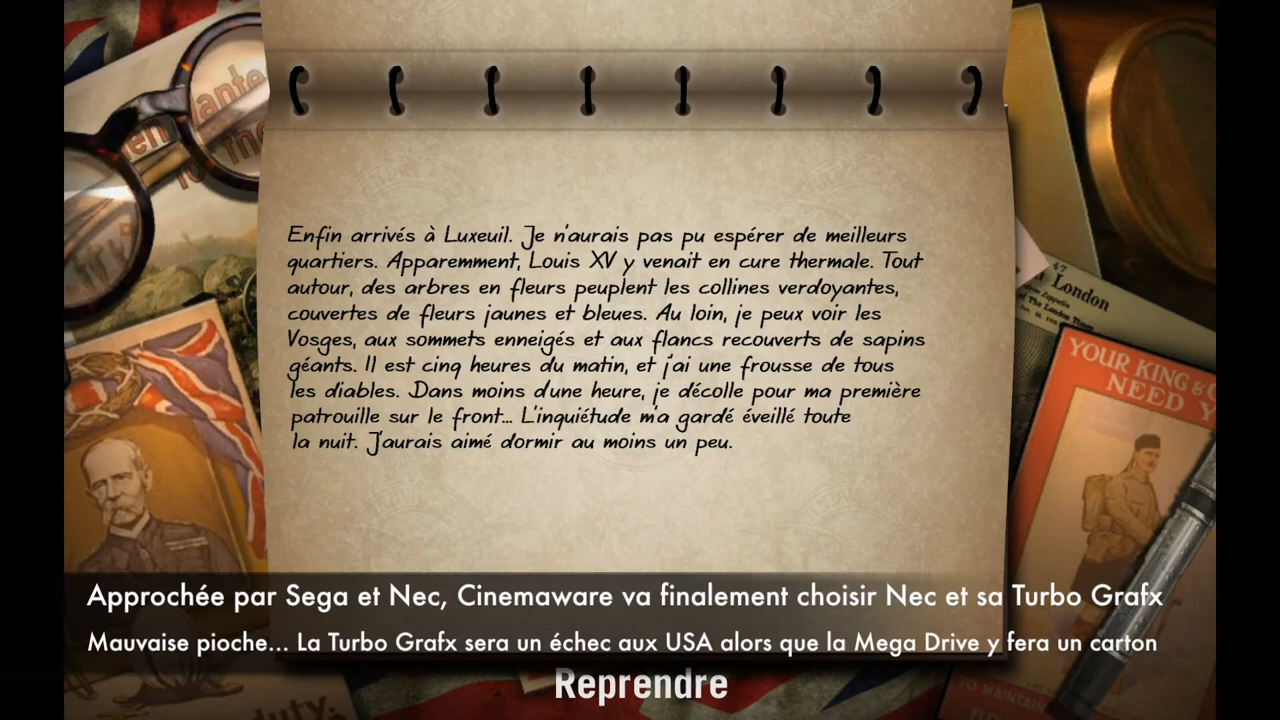 Enfin arrivés à Luxeuil. Je n'aurais pas pu espérer de meilleurs
quartiers. Apparemment, Louis XV y venait en cure thermale. Tout
autour, des arbres en fleurs peuplent les collines verdoyantes,
couvertes de fleurs jaunes et bleues. Au loin, je peux voir les
Vosges, aux sommets enneigés et aux flancs recouverts de sapins
géants. Il est cinq heures du matin, et j'ai une frousse de tous
les diables. Dans moins d'une heure, je décolle pour ma première
patrouille sur le front... L'inquiétude m'a gardé éveillé toute
la nuit. J'aurais aimé dormir au moins un peu.
London
YOUR KING &
NEED
Approchée par Sega et Nec, Cinemaware va finalement choisir Nec et sa Turbo Grafx
Mauvaise pioche... La Turbo Grafx sera un échec aux USA alors que la Mega Drive y fera un carton
Reprendre
TO MAINTAIN
duty.